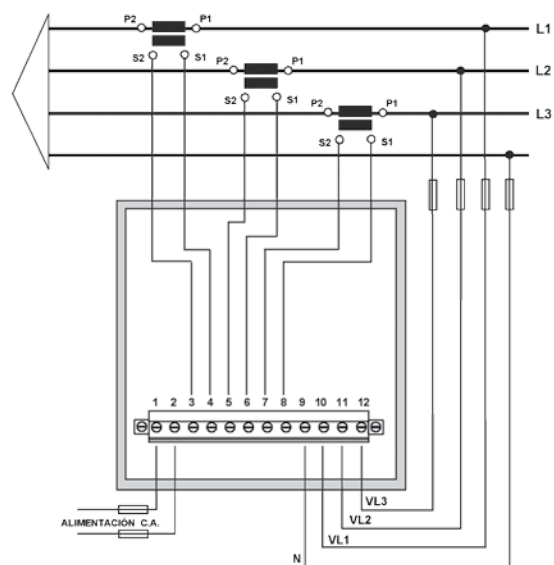 P2 P1 L1
S2 S1
P2 P1 L2
S2 S1
P2 P1 L3
S2 S1
1 2 3 4 5 6 7 8 9 10 11 12
VL3
ALIMENTACIÓN C.A.
VL2
VL1
N